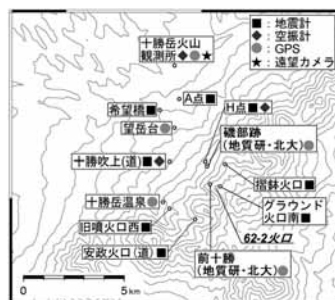 ■：地震計
◆：空振計
●：GPS
★：遠望カメラ
十勝岳火山
観測所◆●★
A点■
希望橋■
H点■◆
望岳台●
磯部跡
(地質研・北大)●
十勝吹上(道)■◆
摺鉢火口■
十勝岳温泉●
グラウンド
火口南■
旧噴火口西■
62-2火口
安政火口(道)■
前十勝
(地質研・北大)●
0
5
km